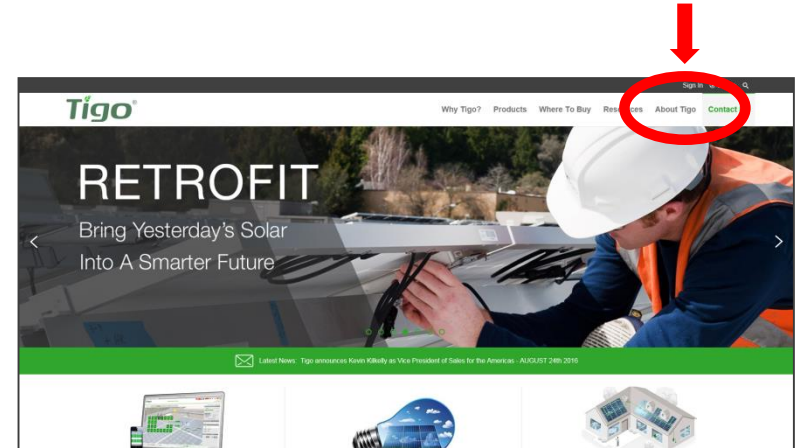 Sign In
Tigo®
Why Tigo? Products Where To Buy About Tigo Contact
RETROFIT
Bring Yesterday's Solar
Into A Smarter Future
Latest News: Tigo announces Kevin Kilkelly as Vice President of Sales for the Americas - AUGUST 24th 2016